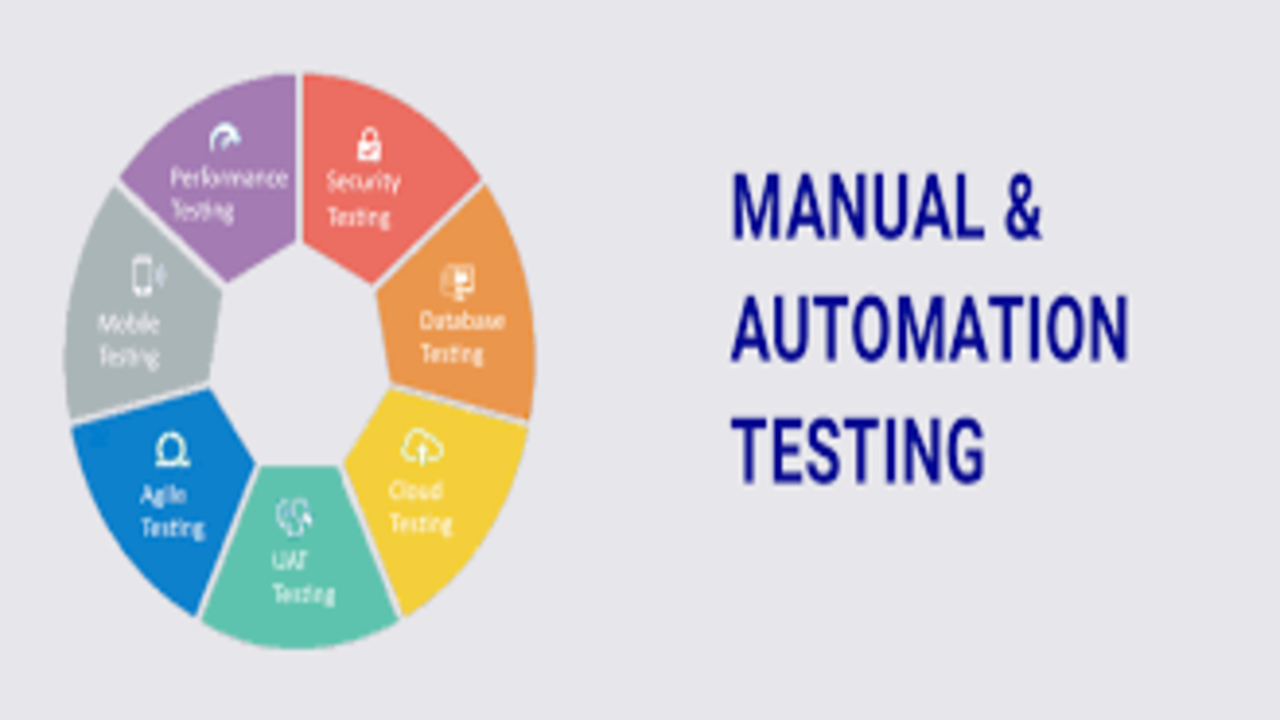 Performance
Testing
Security
Testing
Mobile
Testing
Database
Testing
Agile
Testing
Cloud
Testing
UAT
Testing
MANUAL &
AUTOMATION
TESTING